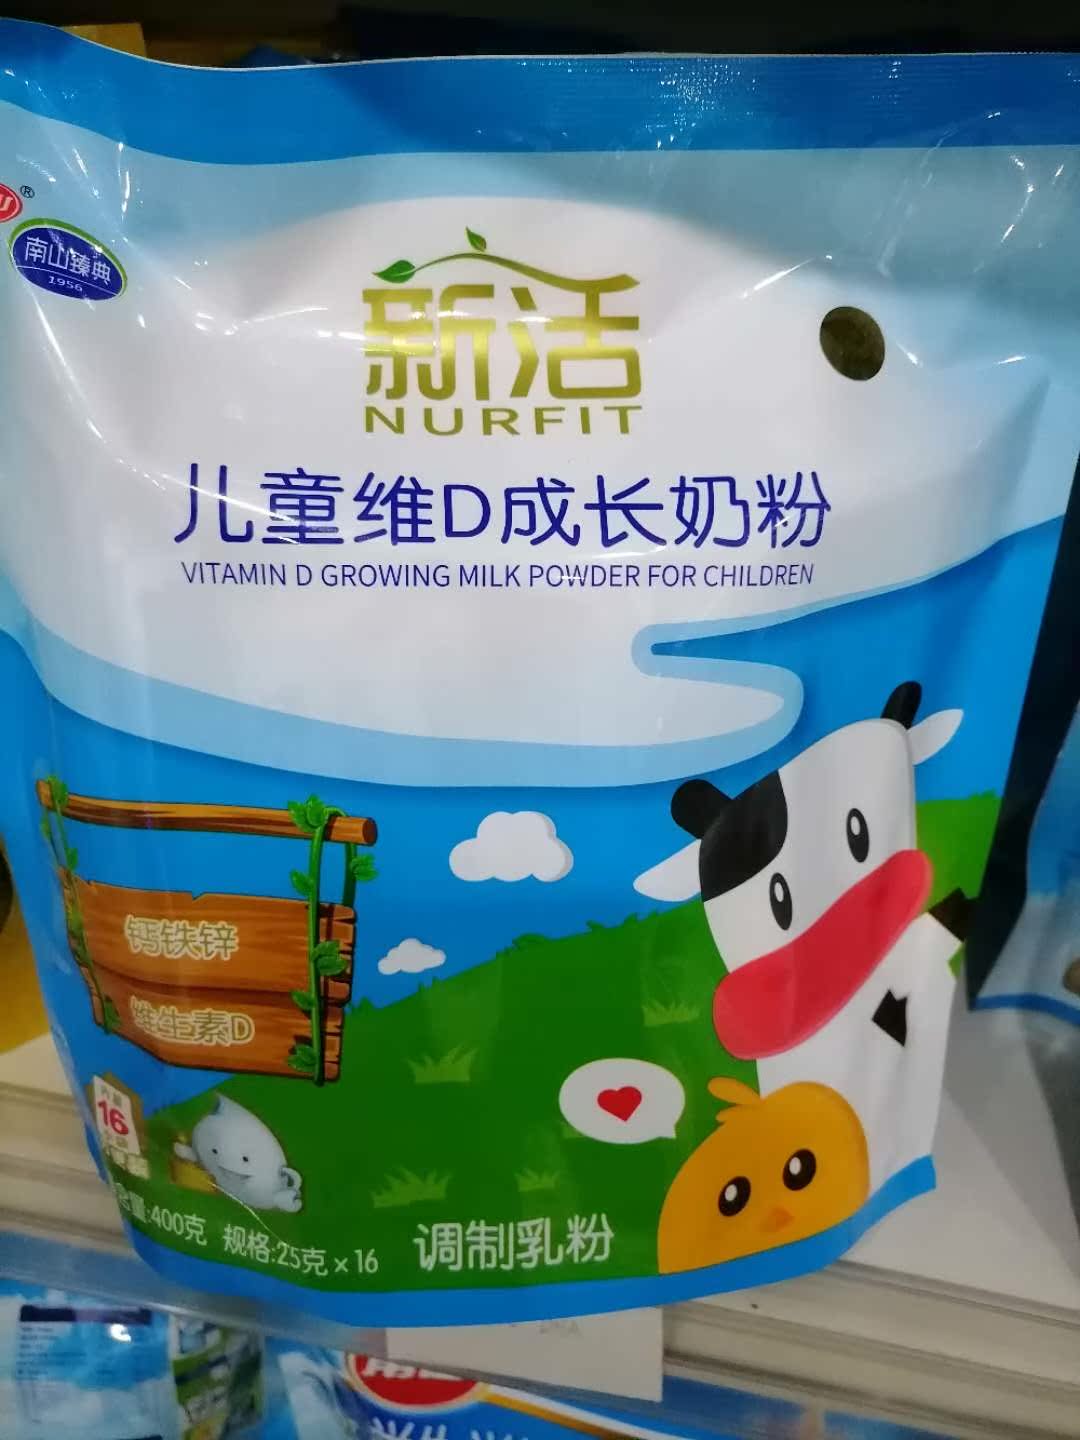 ®
南山臻典
1956
新活
NURFIT
儿童维D成长奶粉
VITAMIN D GROWING MILK POWDER FOR CHILDREN
钙铁锌
维生素D
16
量:400克 规格:25克×16
调制乳粉